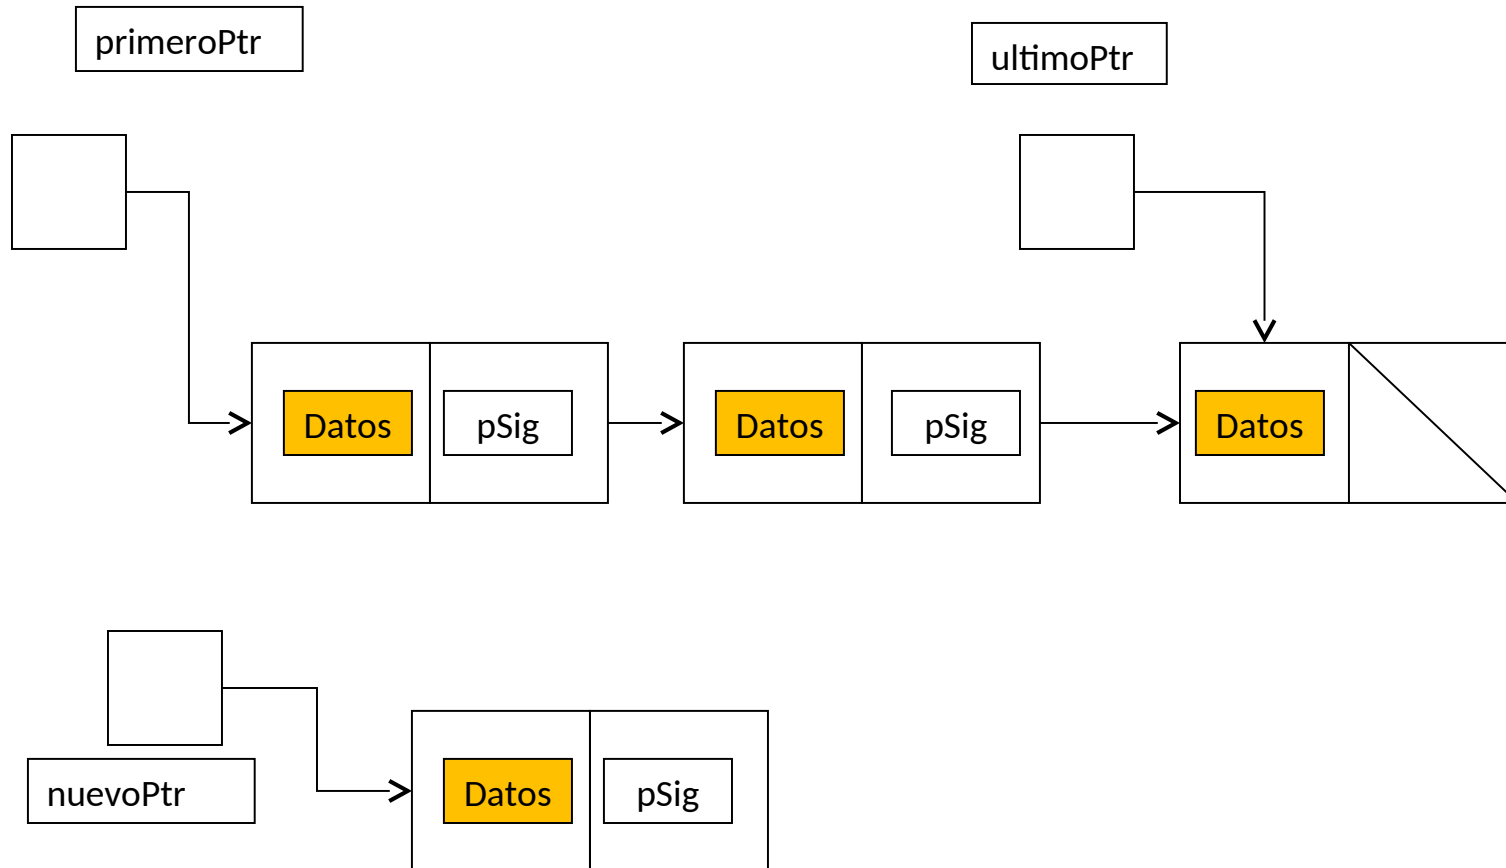 primeroPtr
ultimoPtr
Datos
pSig
Datos
pSig
Datos
nuevoPtr
Datos
pSig